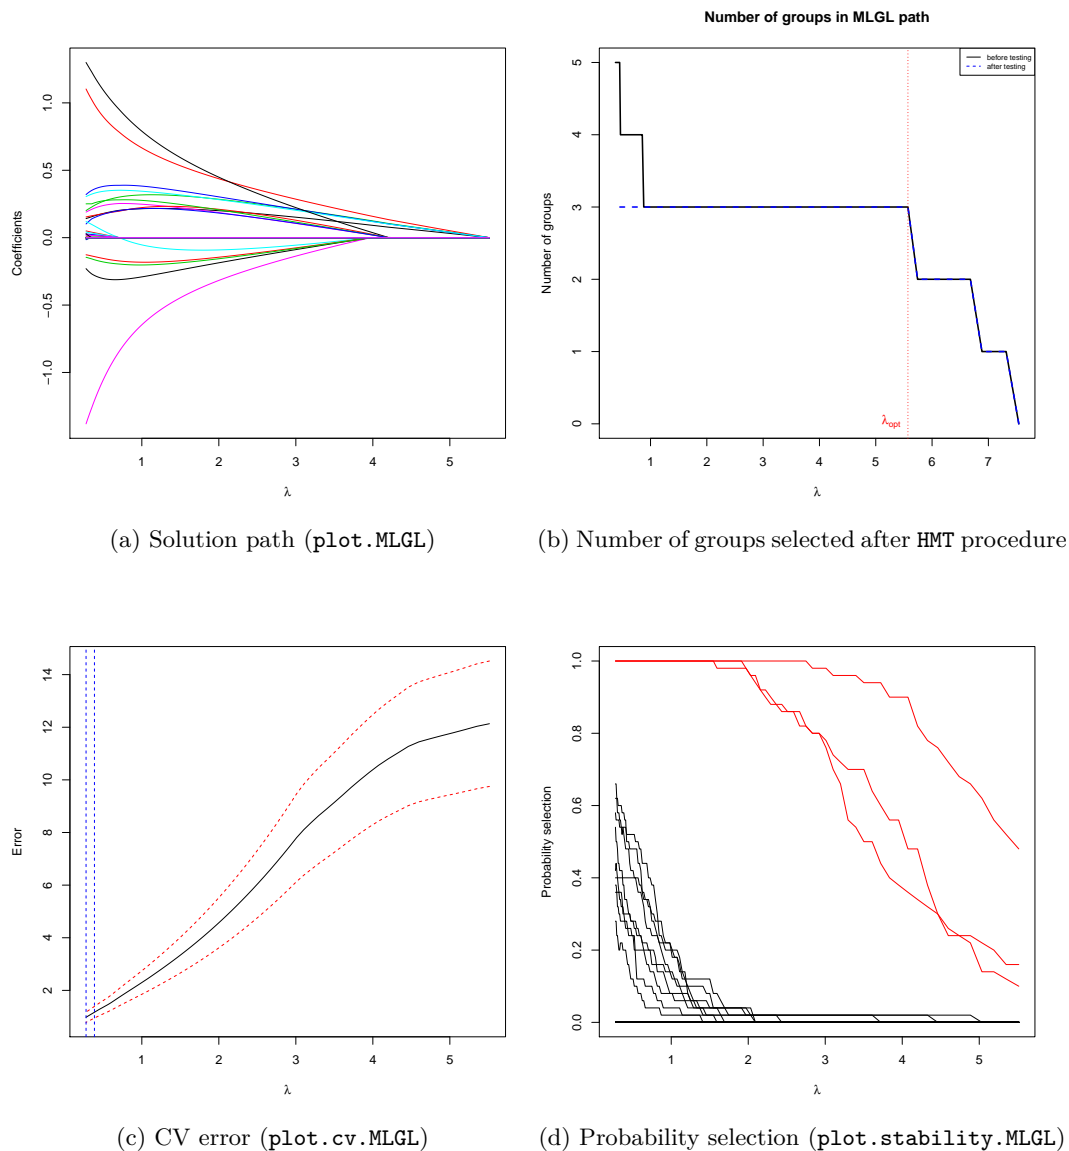 Number of groups in MLGL path
Coefficients
1.0
0.5
0.0
−0.5
−1.0
1 2 3 4 5
λ
(a) Solution path (plot.MLGL)
Number of groups
5
4
3
2
1
0
before testing
after testing
λopt
1 2 3 4 5 6 7
λ
(b) Number of groups selected after HMT procedure
Error
14
12
10
8
6
4
2
1 2 3 4 5
λ
(c) CV error (plot.cv.MLGL)
Probability selection
1.0
0.8
0.6
0.4
0.2
0.0
1 2 3 4 5
λ
(d) Probability selection (plot.stability.MLGL)